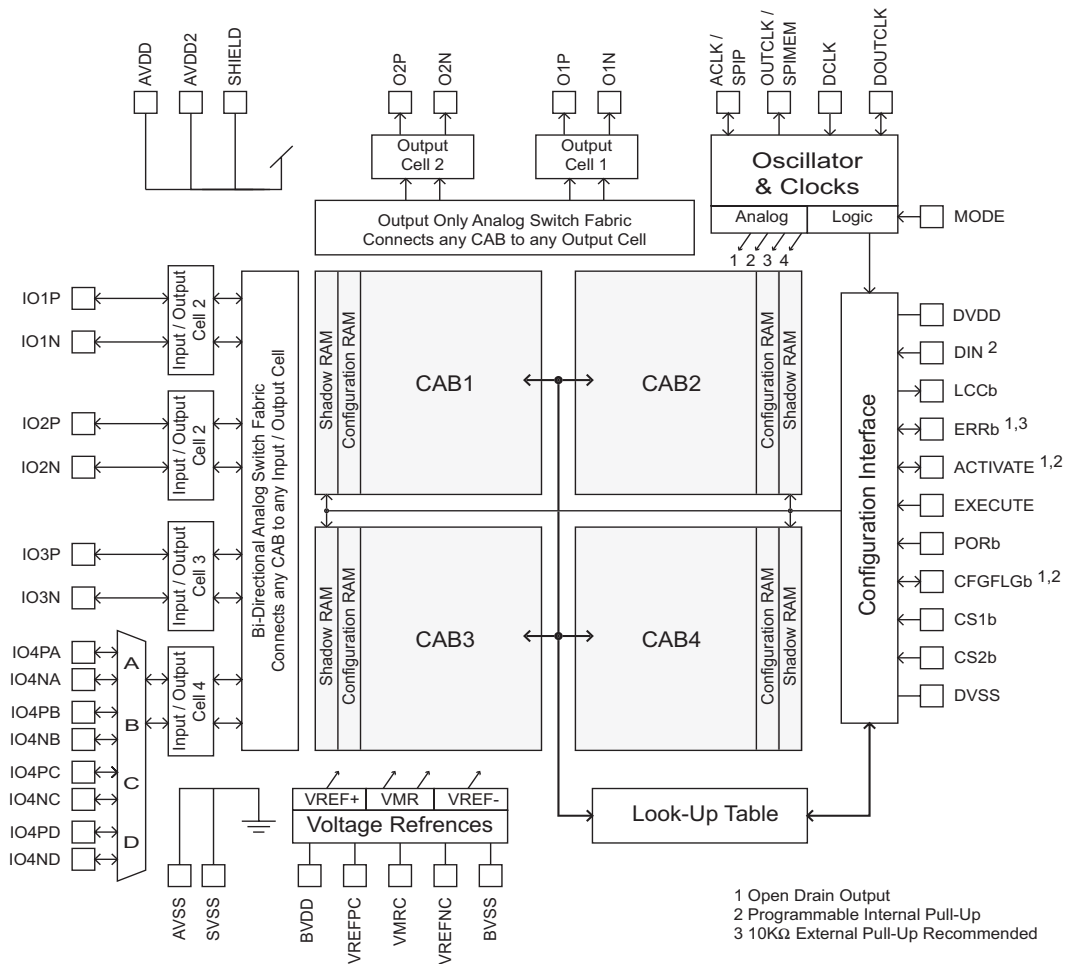 AVDD
AVDD2
SHIELD
O2P
O2N
O1P
O1N
ACLK /
SPIP
OUTCLK /
SPIMEM
DCLK
DOUTCLK
Output
Cell 2
Output
Cell 1
Oscillator
& Clocks
Analog
Logic
MODE
Output Only Analog Switch Fabric
Connects any CAB to any Output Cell
1 2 3 4
IO1P
IO1N
Input / Output
Cell 2
IO2P
IO2N
Input / Output
Cell 2
IO3P
IO3N
Input / Output
Cell 3
IO4PA
IO4NA
IO4PB
IO4NB
IO4PC
IO4NC
IO4PD
IO4ND
A
B
C
D
Input / Output
Cell 4
Bi-Directional Analog Switch Fabric
Connects any CAB to any Input / Output Cell
Shadow RAM
Configuration RAM
CAB1
CAB2
Configuration RAM
Shadow RAM
Shadow RAM
Configuration RAM
CAB3
CAB4
Configuration RAM
Shadow RAM
Configuration Interface
DVDD
DIN 2
LCCb
ERRb 1,3
ACTIVATE 1,2
EXECUTE
PORb
CFGFLGb 1,2
CS1b
CS2b
DVSS
VREF+
VMR
VREF-
Voltage Refrences
Look-Up Table
AVSS
SVSS
BVDD
VREFPC
VMRC
VREFNC
BVSS
1 Open Drain Output
2 Programmable Internal Pull-Up
3 10KΩ External Pull-Up Recommended